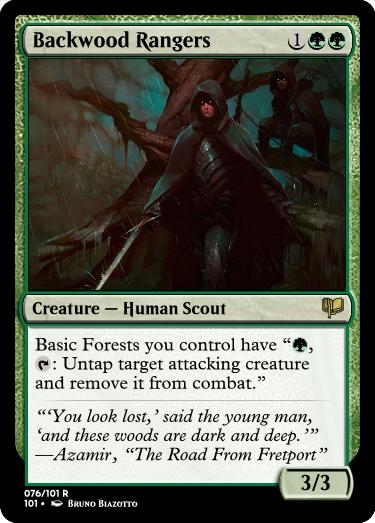 Backwood Rangers 1
Creature — Human Scout
Basic Forests you control have “,
: Untap target attacking creature
and remove it from combat.”
“‘You look lost,’ said the young man,
‘and these woods are dark and deep.’”
—Azamir, “The Road From Fretport”
3/3
076/101 R
101 • Bruno Biazotto